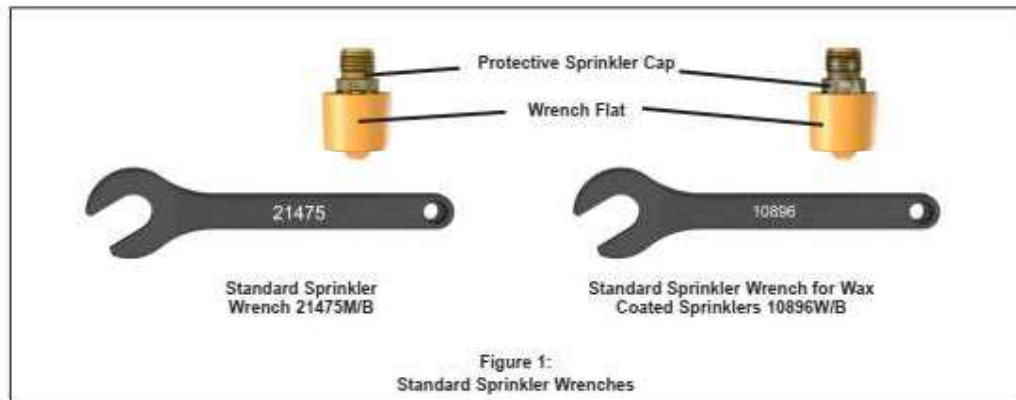 Protective Sprinkler Cap
Wrench Flat
21475
10896
Standard Sprinkler
Wrench 21475M/B
Standard Sprinkler Wrench for Wax
Coated Sprinklers 10896W/B
Figure 1:
Standard Sprinkler Wrenches